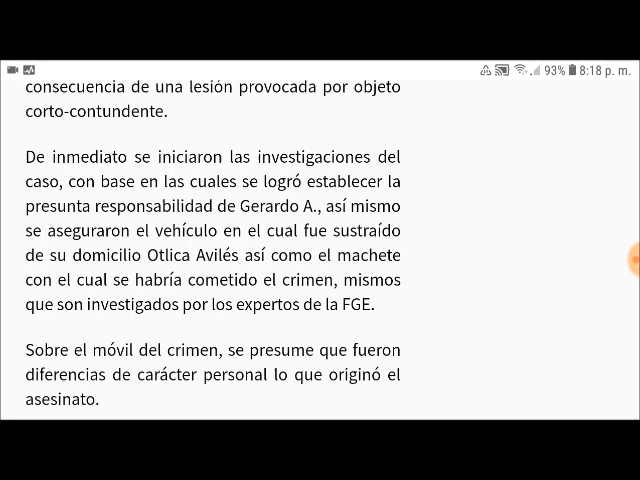 93% 8:18 p. m.
consecuencia de una lesión provocada por objeto
corto-contundente.
De inmediato se iniciaron las investigaciones del
caso, con base en las cuales se logró establecer la
presunta responsabilidad de Gerardo A., así mismo
se aseguraron el vehículo en el cual fue sustraído
de su domicilio Otlica Avilés así como el machete
con el cual se habría cometido el crimen, mismos
que son investigados por los expertos de la FGE.
Sobre el móvil del crimen, se presume que fueron
diferencias de carácter personal lo que originó el
asesinato.